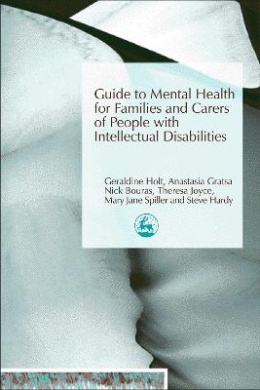 Guide to Mental Health
for Families and Carers
of People with
Intellectual Disabilities
Geraldine Holt, Anastasia Gratsa
Nick Bouras, Theresa Joyce,
Mary Jane Spiller and Steve Hardy